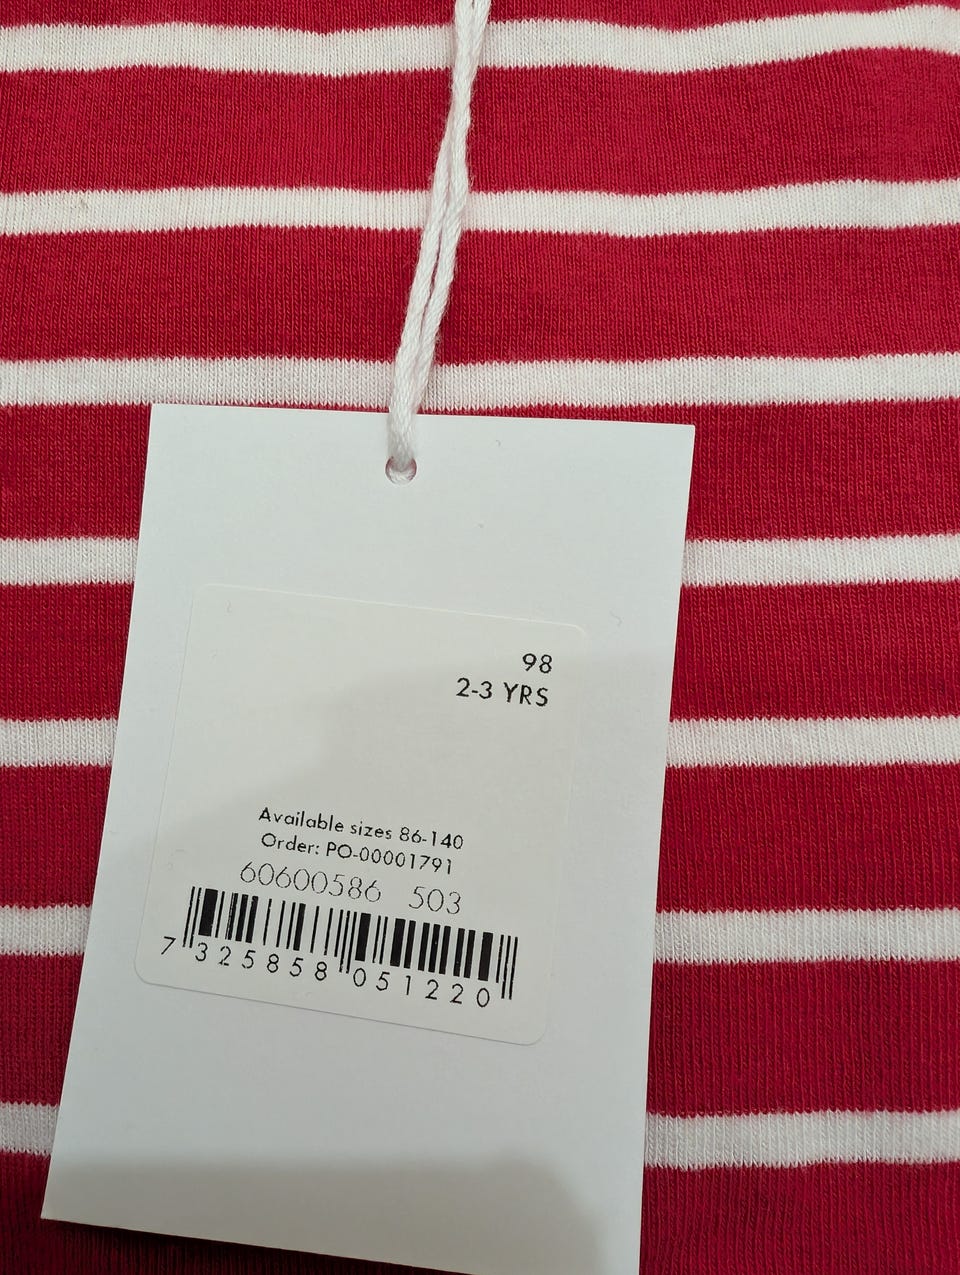 98
2-3 YRS
Available sizes 86-140
Order: PO-00001791
60600586 503
7 325858 051220